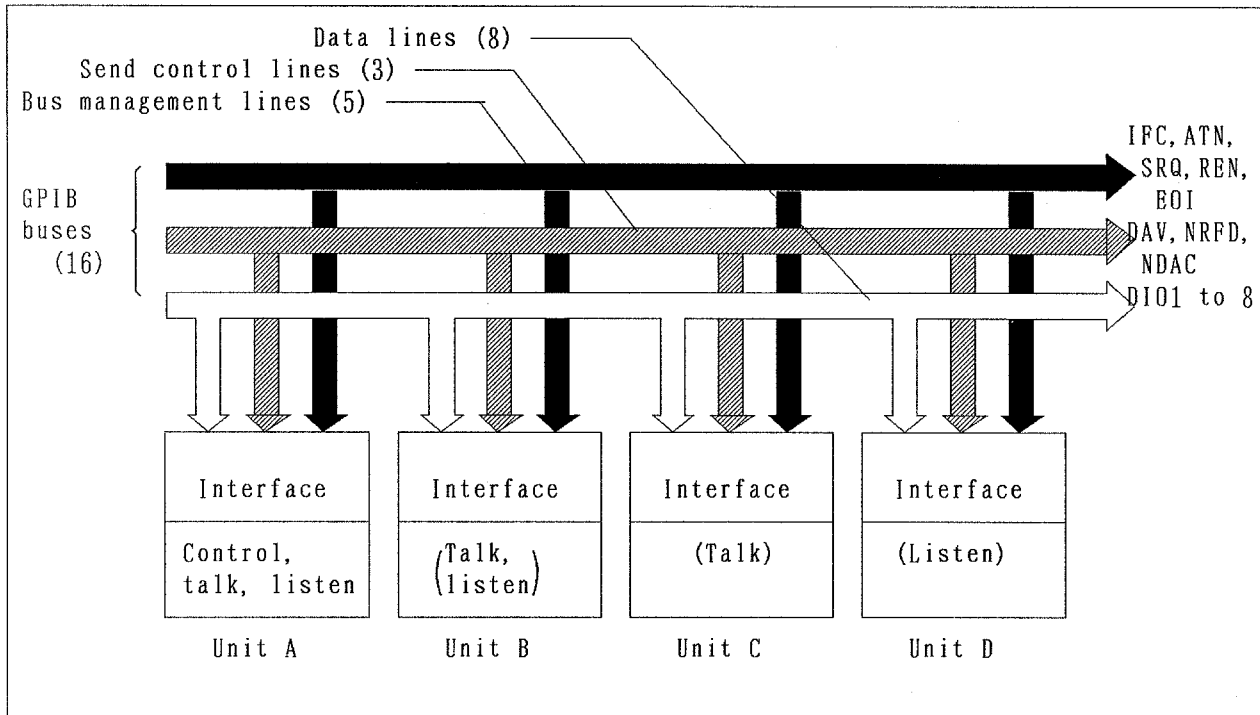 Data lines (8)
Send control lines (3)
Bus management lines (5)
GPIB
buses
(16)
IFC, ATN,
SRQ, REN,
EOI
DAV, NRFD,
NDAC
DIO1 to 8
Interface
Control,
talk, listen
Unit A
Interface
(Talk,
listen)
Unit B
Interface
(Talk)
Unit C
Interface
(Listen)
Unit D